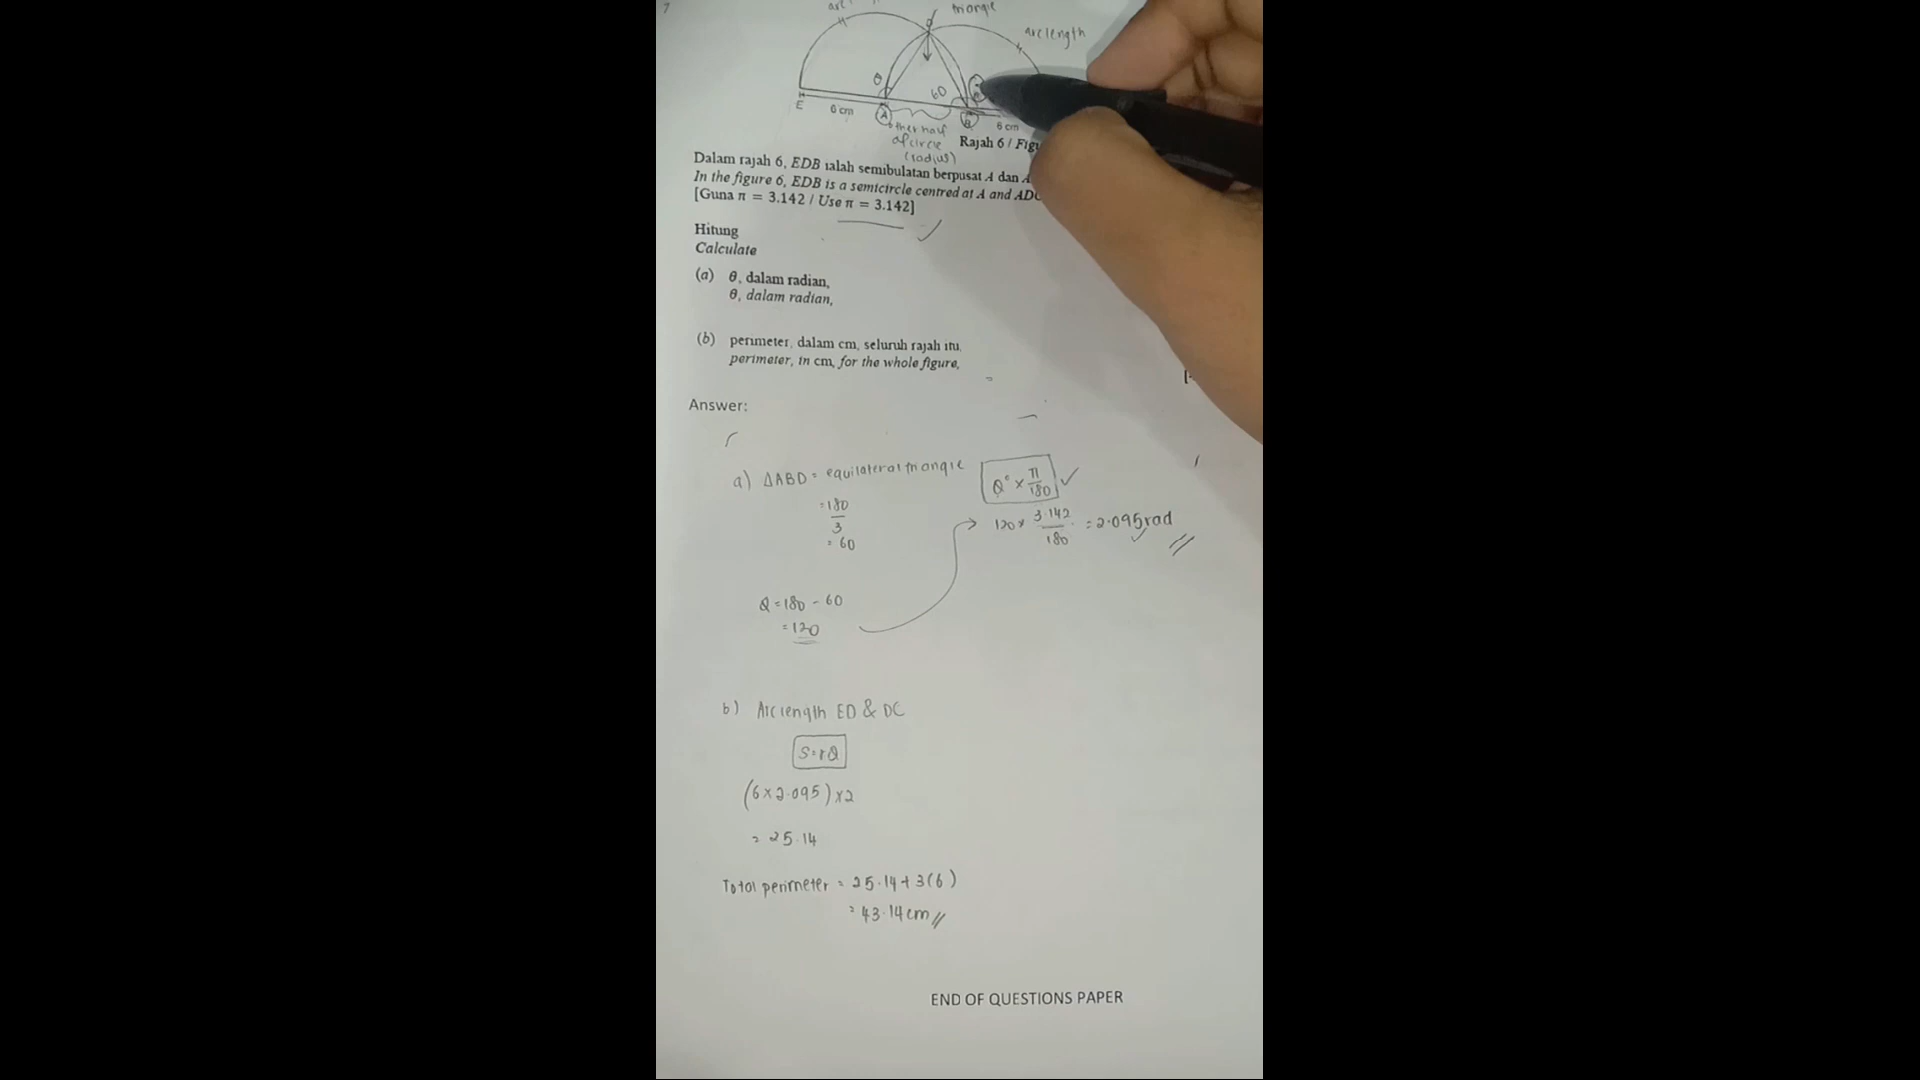 triangle
arc length
D
θ
60
E
6 cm
A
B
6 cm
other half
of circle
(radius)
Rajah 6 /
Dalam rajah 6, EDB ialah semibulatan berpusat A dan
In the figure 6, EDB is a semicircle centred at A and
[Guna π = 3.142 / Use π = 3.142]
Hitung
Calculate
(a) θ, dalam radian,
θ, dalam radian,
(b) perimeter, dalam cm, seluruh rajah itu,
perimeter, in cm, for the whole figure,
Answer:
a) ΔABD = equilateral triangle
= 180
3
= 60
θ° × π/180 ✓
120 × 3.142/180 = 2.095 rad
θ = 180 - 60
= 120
b) Arc length ED & DC
S=rθ
(6 × 2.095) × 2
= 25.14
Total perimeter = 25.14 + 3(6)
= 43.14 cm //
END OF QUESTIONS PAPER